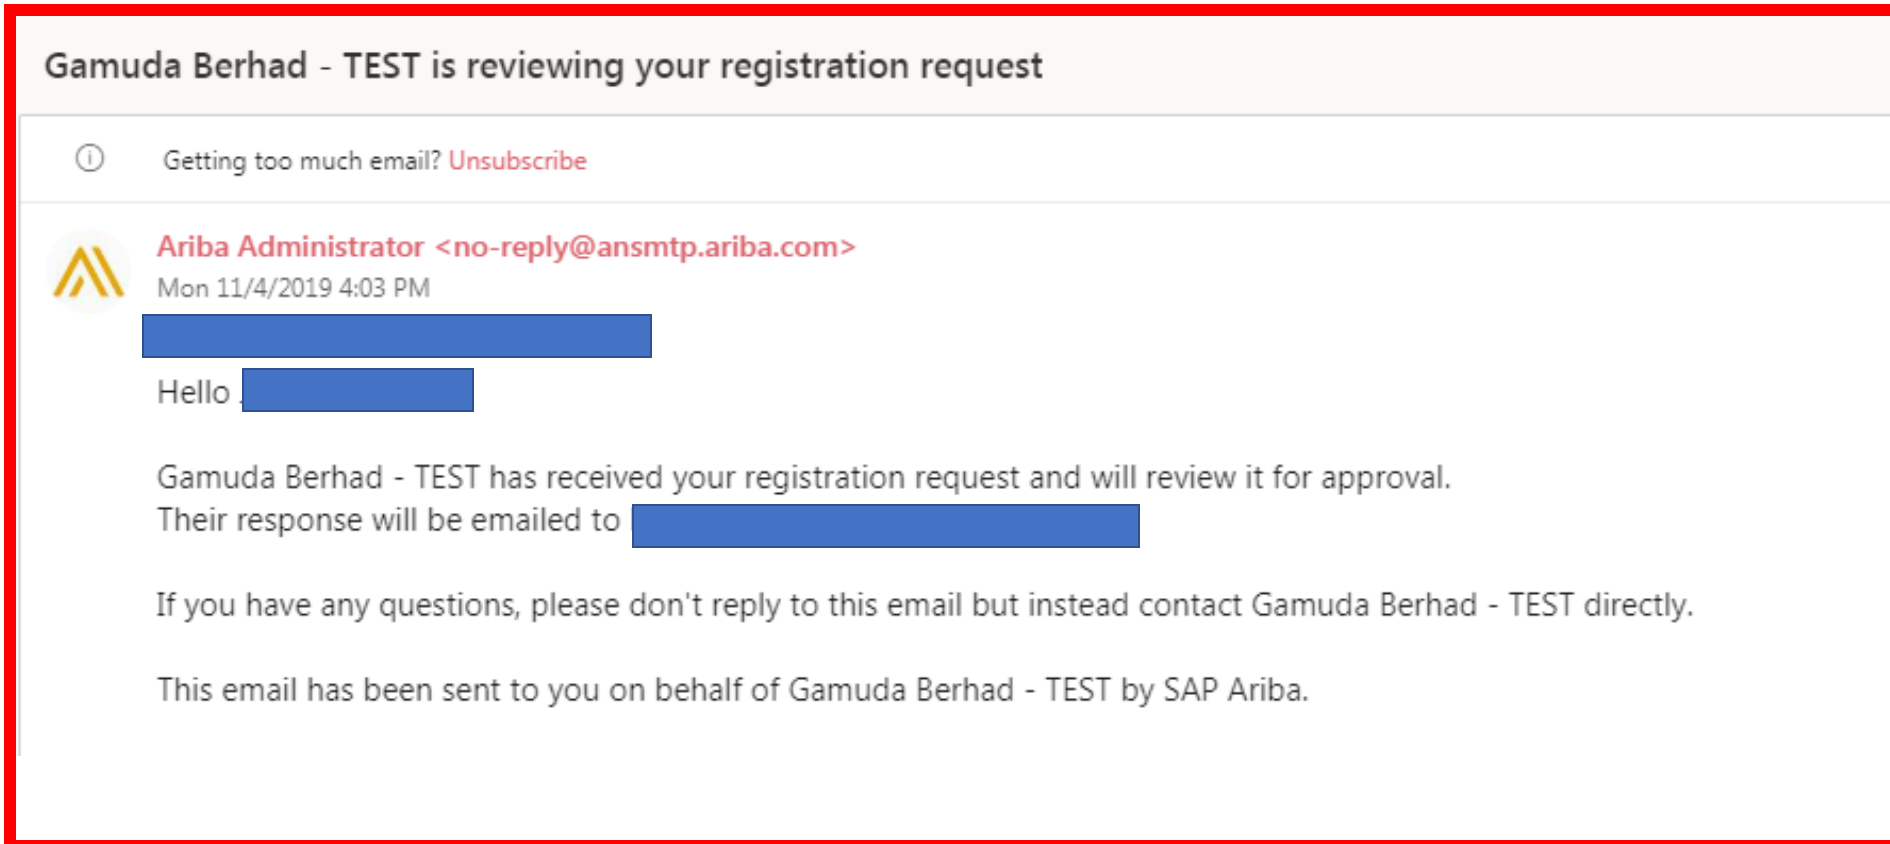 Gamuda Berhad - TEST is reviewing your registration request
Getting too much email? Unsubscribe
Ariba Administrator <no-reply@ansmtp.ariba.com>
Mon 11/4/2019 4:03 PM
Hello
Gamuda Berhad - TEST has received your registration request and will review it for approval.
Their response will be emailed to
If you have any questions, please don't reply to this email but instead contact Gamuda Berhad - TEST directly.
This email has been sent to you on behalf of Gamuda Berhad - TEST by SAP Ariba.